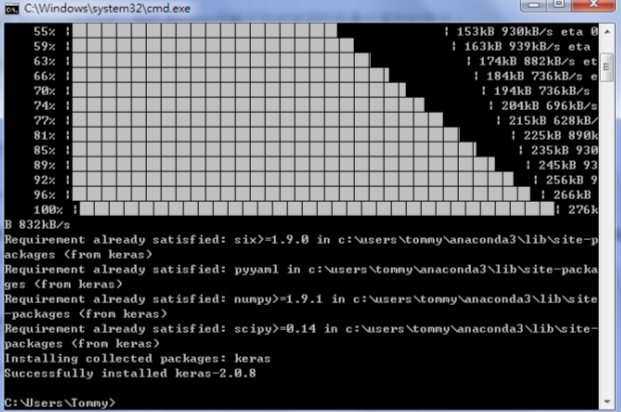 C:\Windows\system32\cmd.exe
55% | | 153kB 930kB/s eta 0
59% | | 163kB 939kB/s eta
63% | | 174kB 882kB/s et
66% | | 184kB 736kB/s e
70% | | 194kB 736kB/s
74% | | 204kB 696kB/s
77% | | 215kB 628kB/
81% | | 225kB 890k
85% | | 235kB 930
89% | | 245kB 93
92% | | 256kB 9
96% | | 266kB
100% | | 276k
B 832kB/s
Requirement already satisfied: six>=1.9.0 in c:\users\tommy\anaconda3\lib\site-p
ackages (from keras)
Requirement already satisfied: pyyaml in c:\users\tommy\anaconda3\lib\site-packa
ges (from keras)
Requirement already satisfied: numpy>=1.9.1 in c:\users\tommy\anaconda3\lib\site
-packages (from keras)
Requirement already satisfied: scipy>=0.14 in c:\users\tommy\anaconda3\lib\site-
packages (from keras)
Installing collected packages: keras
Successfully installed keras-2.0.8
C:\Users\Tommy>